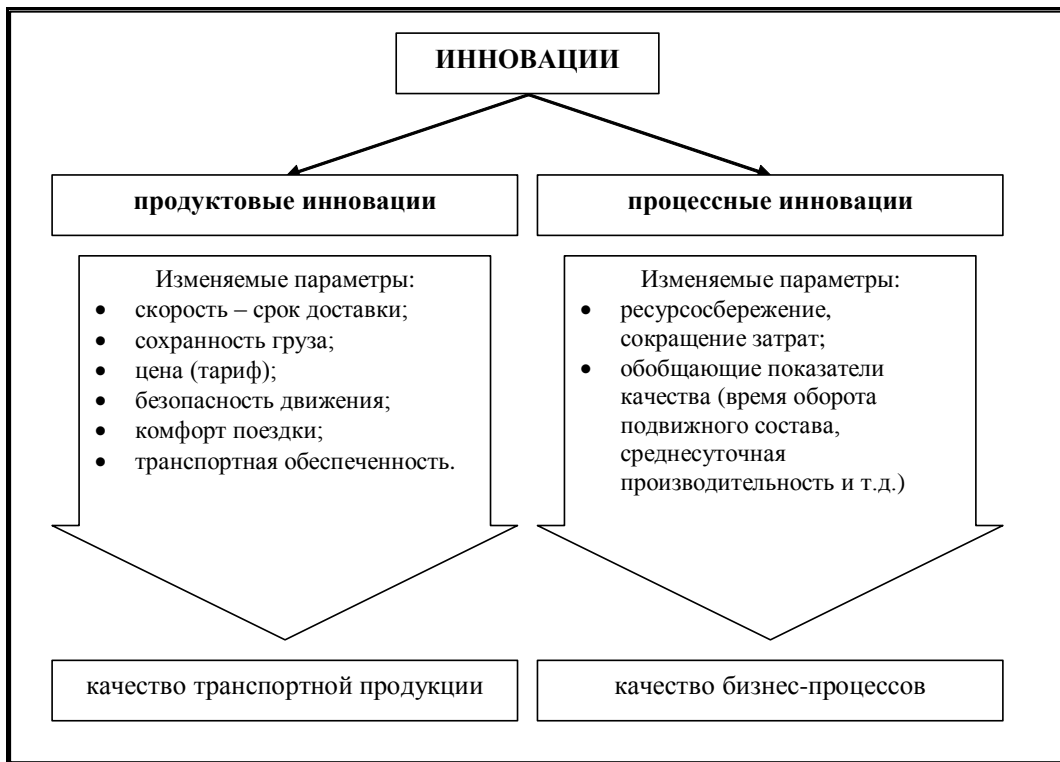 ИННОВАЦИИ
продуктовые инновации
процессные инновации
Изменяемые параметры:
• скорость – срок доставки;
• сохранность груза;
• цена (тариф);
• безопасность движения;
• комфорт поездки;
• транспортная обеспеченность.
Изменяемые параметры:
• ресурсосбережение,
сокращение затрат;
• обобщающие показатели
качества (время оборота
подвижного состава,
среднесуточная
производительность и т.д.)
качество транспортной продукции
качество бизнес-процессов